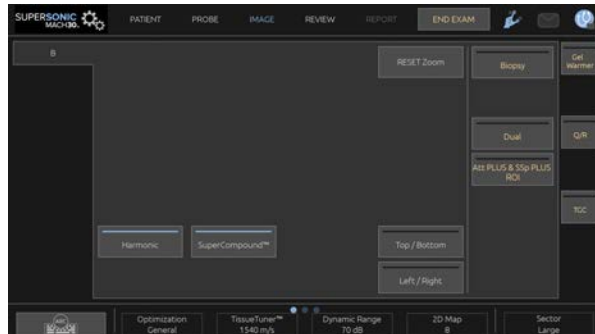 SUPERSONIC
MACH30
PATIENT
PROBE
IMAGE
REVIEW
REPORT
END EXAM
B
RESET Zoom
Biopsy
Gel
Warmer
Dual
Q/R
Att PLUS & SSp PLUS
ROI
TGC
Harmonic
SuperCompound™
Top / Bottom
Left / Right
Optimization
General
TissueTuner™
1540 m/s
Dynamic Range
70 dB
2D Map
8
Sector
Large